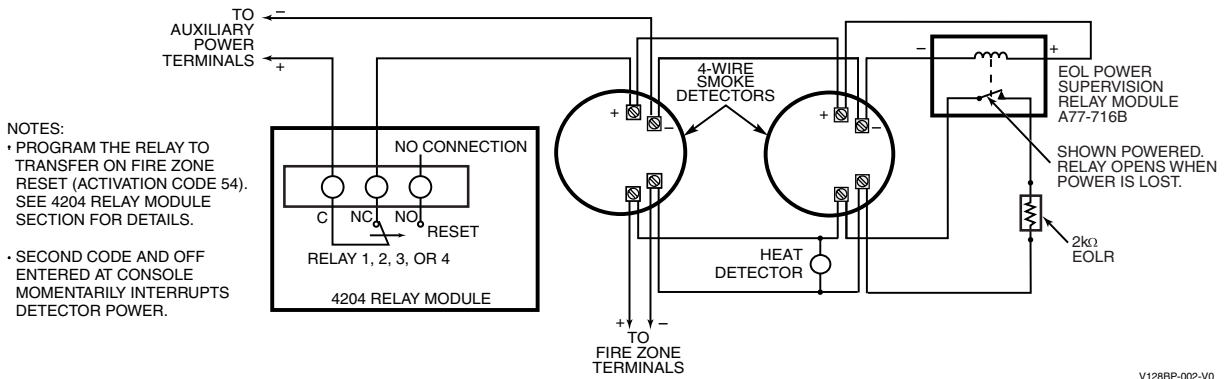 TO
AUXILIARY
POWER
TERMINALS
–
+
NOTES:
• PROGRAM THE RELAY TO
TRANSFER ON FIRE ZONE
RESET (ACTIVATION CODE 54).
SEE 4204 RELAY MODULE
SECTION FOR DETAILS.
• SECOND CODE AND OFF
ENTERED AT CONSOLE
MOMENTARILY INTERRUPTS
DETECTOR POWER.
NO CONNECTION
C
NC
NO
RESET
RELAY 1, 2, 3, OR 4
4204 RELAY MODULE
4-WIRE
SMOKE
DETECTORS
+
–
+
–
HEAT
DETECTOR
+
–
TO
FIRE ZONE
TERMINALS
–
+
EOL POWER
SUPERVISION
RELAY MODULE
A77-716B
SHOWN POWERED.
RELAY OPENS WHEN
POWER IS LOST.
2kΩ
EOLR
V128BP-002-V0